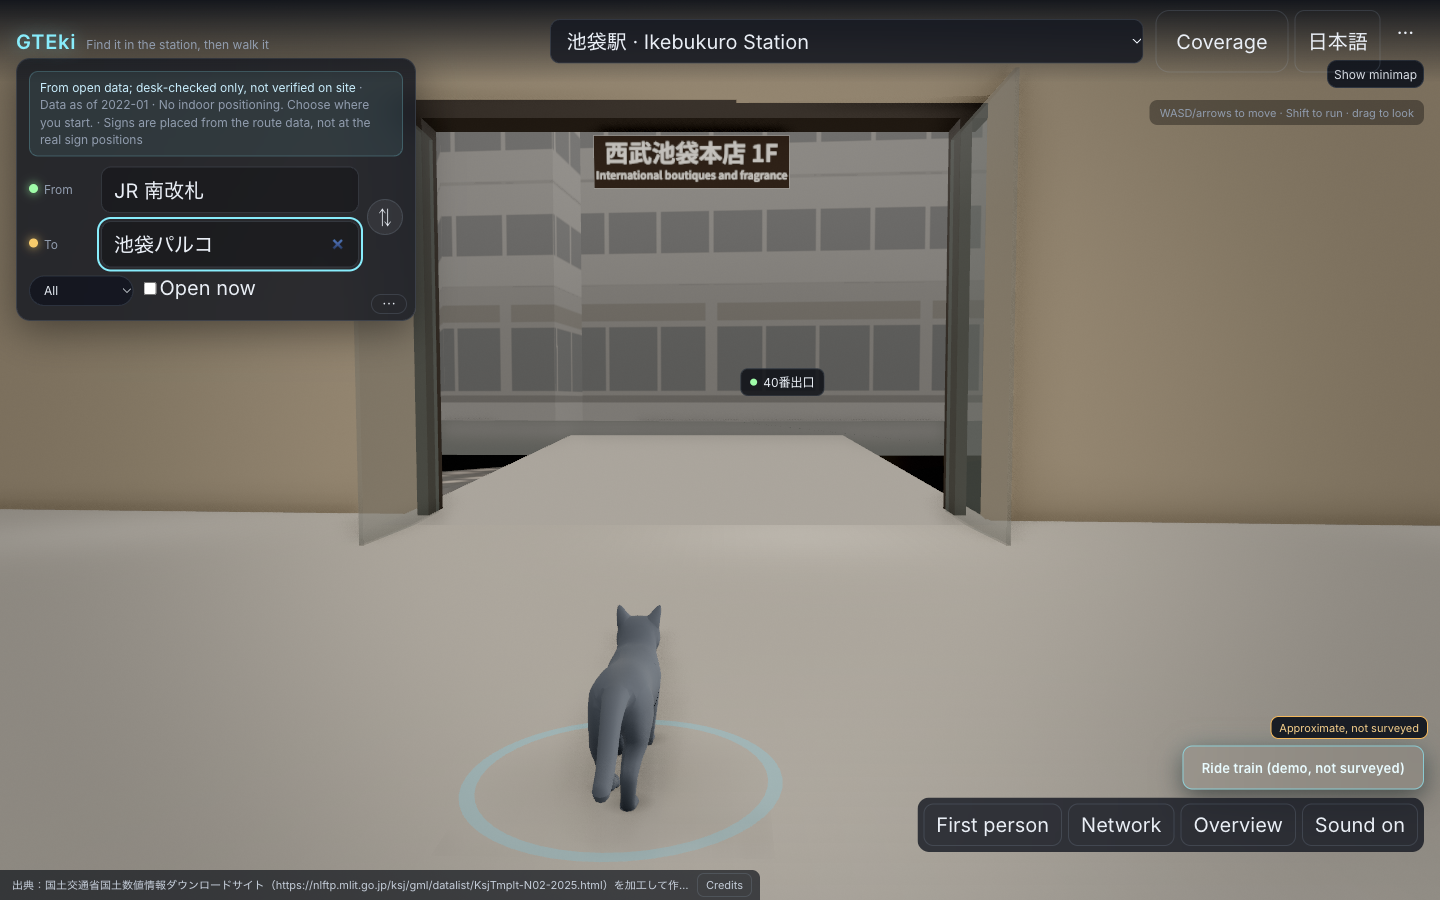 GTEki
Find it in the station, then walk it
池袋駅 · Ikebukuro Station
Coverage
日本語
...
Show minimap
From open data; desk-checked only, not verified on site ·
Data as of 2022-01 · No indoor positioning. Choose where
you start. · Signs are placed from the route data, not at the
real sign positions
WASD/arrows to move · Shift to run · drag to look
From
JR 南改札
To
池袋パルコ
All
Open now
...
西武池袋本店 1F
International boutiques and fragrance
40番出口
Approximate, not surveyed
Ride train (demo, not surveyed)
First person
Network
Overview
Sound on
出典：国土交通省国土数値情報ダウンロードサイト（https://nlftp.mlit.go.jp/ksj/gml/datalist/KsjTmplt-N02-2025.html）を加工して作...
Credits